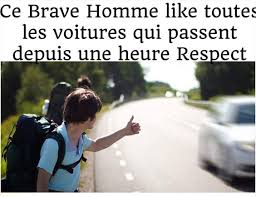 Ce Brave Homme like toutes
les voitures qui passent
depuis une heure Respect